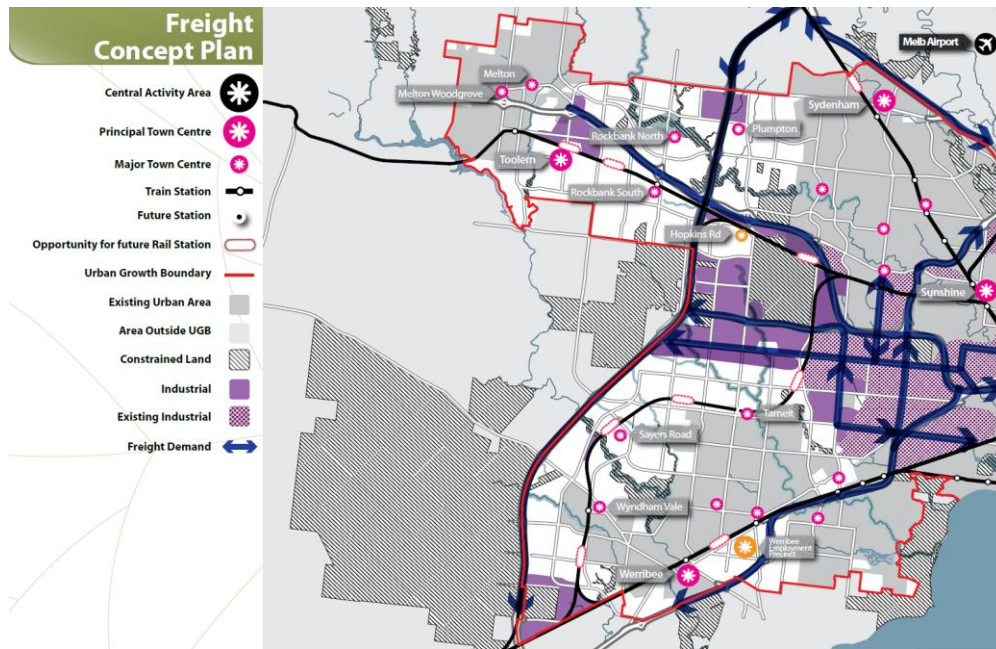 Freight
Concept Plan
Central Activity Area
Principal Town Centre
Major Town Centre
Train Station
Future Station
Opportunity for future Rail Station
Urban Growth Boundary
Existing Urban Area
Area Outside UGB
Constrained Land
Industrial
Existing Industrial
Freight Demand
Melb Airport
Melton
Melton Woodgrove
Sydenham
Rockbank North
Plumpton
Toolern
Rockbank South
Hopkins Rd
Sunshine
Tarneit
Sayers Road
Wyndham Vale
Werribee
Employment
Precinct
Werribee